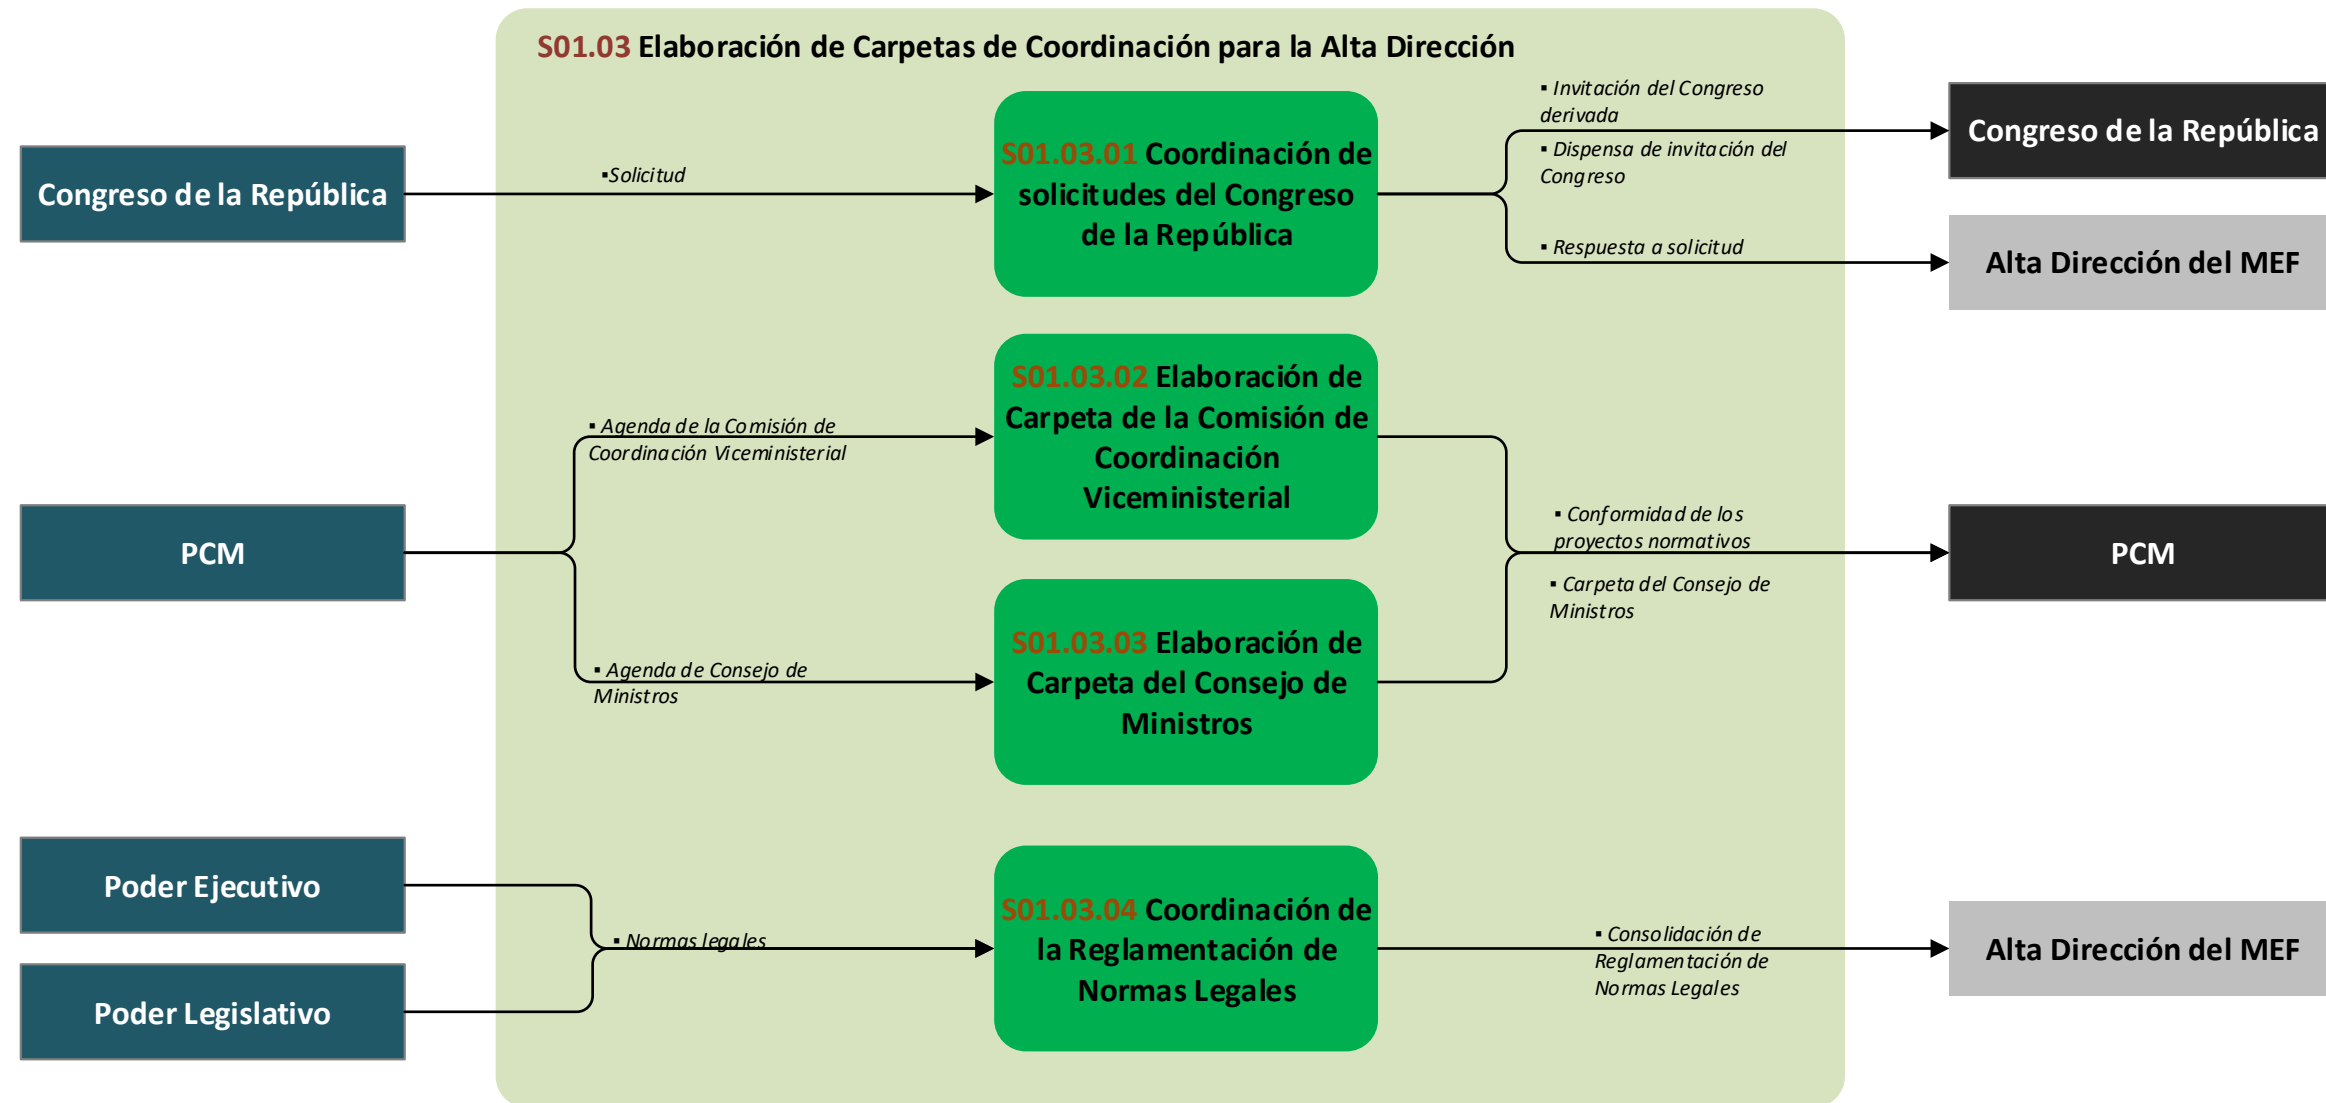 S01.03 Elaboración de Carpetas de Coordinación para la Alta Dirección
Congreso de la República
▪Solicitud
S01.03.01 Coordinación de
solicitudes del Congreso
de la República
▪ Invitación del Congreso
derivada
▪ Dispensa de invitación del
Congreso
▪ Respuesta a solicitud
Congreso de la República
Alta Dirección del MEF
PCM
▪ Agenda de la Comisión de
Coordinación Viceministerial
▪ Agenda de Consejo de
Ministros
S01.03.02 Elaboración de
Carpeta de la Comisión de
Coordinación
Viceministerial
S01.03.03 Elaboración de
Carpeta del Consejo de
Ministros
▪ Conformidad de los
proyectos normativos
▪ Carpeta del Consejo de
Ministros
PCM
Poder Ejecutivo
Poder Legislativo
▪ Normas legales
S01.03.04 Coordinación de
la Reglamentación de
Normas Legales
▪ Consolidación de
Reglamentación de
Normas Legales
Alta Dirección del MEF